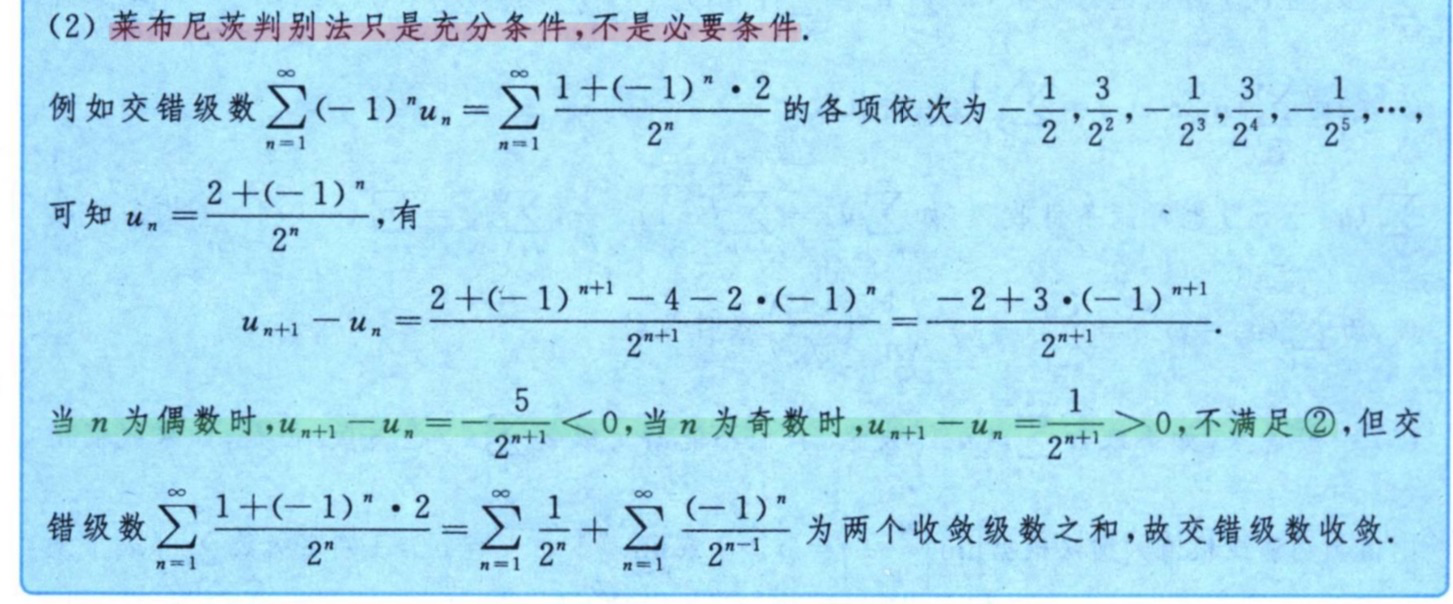 (2) 莱布尼茨判别法只是充分条件,不是必要条件.
例如交错级数 $\sum_{n=1}^{\infty}(-1)^n u_n = \sum_{n=1}^{\infty}\frac{1+(-1)^n \cdot 2}{2^n}$ 的各项依次为 $-\frac{1}{2},\frac{3}{2^2},-\frac{1}{2^3},\frac{3}{2^4},-\frac{1}{2^5},\cdots$,
可知 $u_n = \frac{2+(-1)^n}{2^n}$,有
$u_{n+1}-u_n = \frac{2+(-1)^{n+1}-4-2\cdot(-1)^n}{2^{n+1}} = \frac{-2+3\cdot(-1)^{n+1}}{2^{n+1}}.$
当 n 为偶数时,$u_{n+1}-u_n = -\frac{5}{2^{n+1}}<0$,当 n 为奇数时,$u_{n+1}-u_n = \frac{1}{2^{n+1}}>0$,不满足②,但交
错级数 $\sum_{n=1}^{\infty}\frac{1+(-1)^n \cdot 2}{2^n} = \sum_{n=1}^{\infty}\frac{1}{2^n} + \sum_{n=1}^{\infty}\frac{(-1)^n}{2^{n-1}}$ 为两个收敛级数之和,故交错级数收敛.